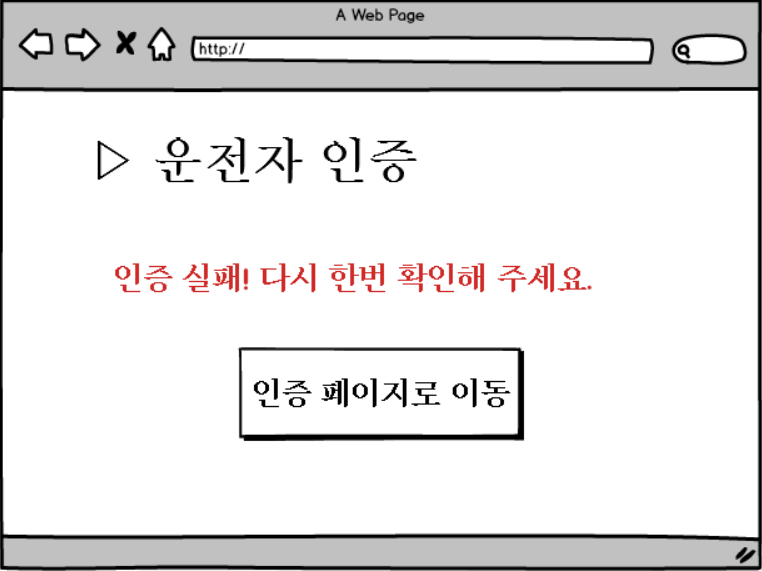 A Web Page
http://
▷ 운전자 인증
인증 실패! 다시 한번 확인해 주세요.
인증 페이지로 이동